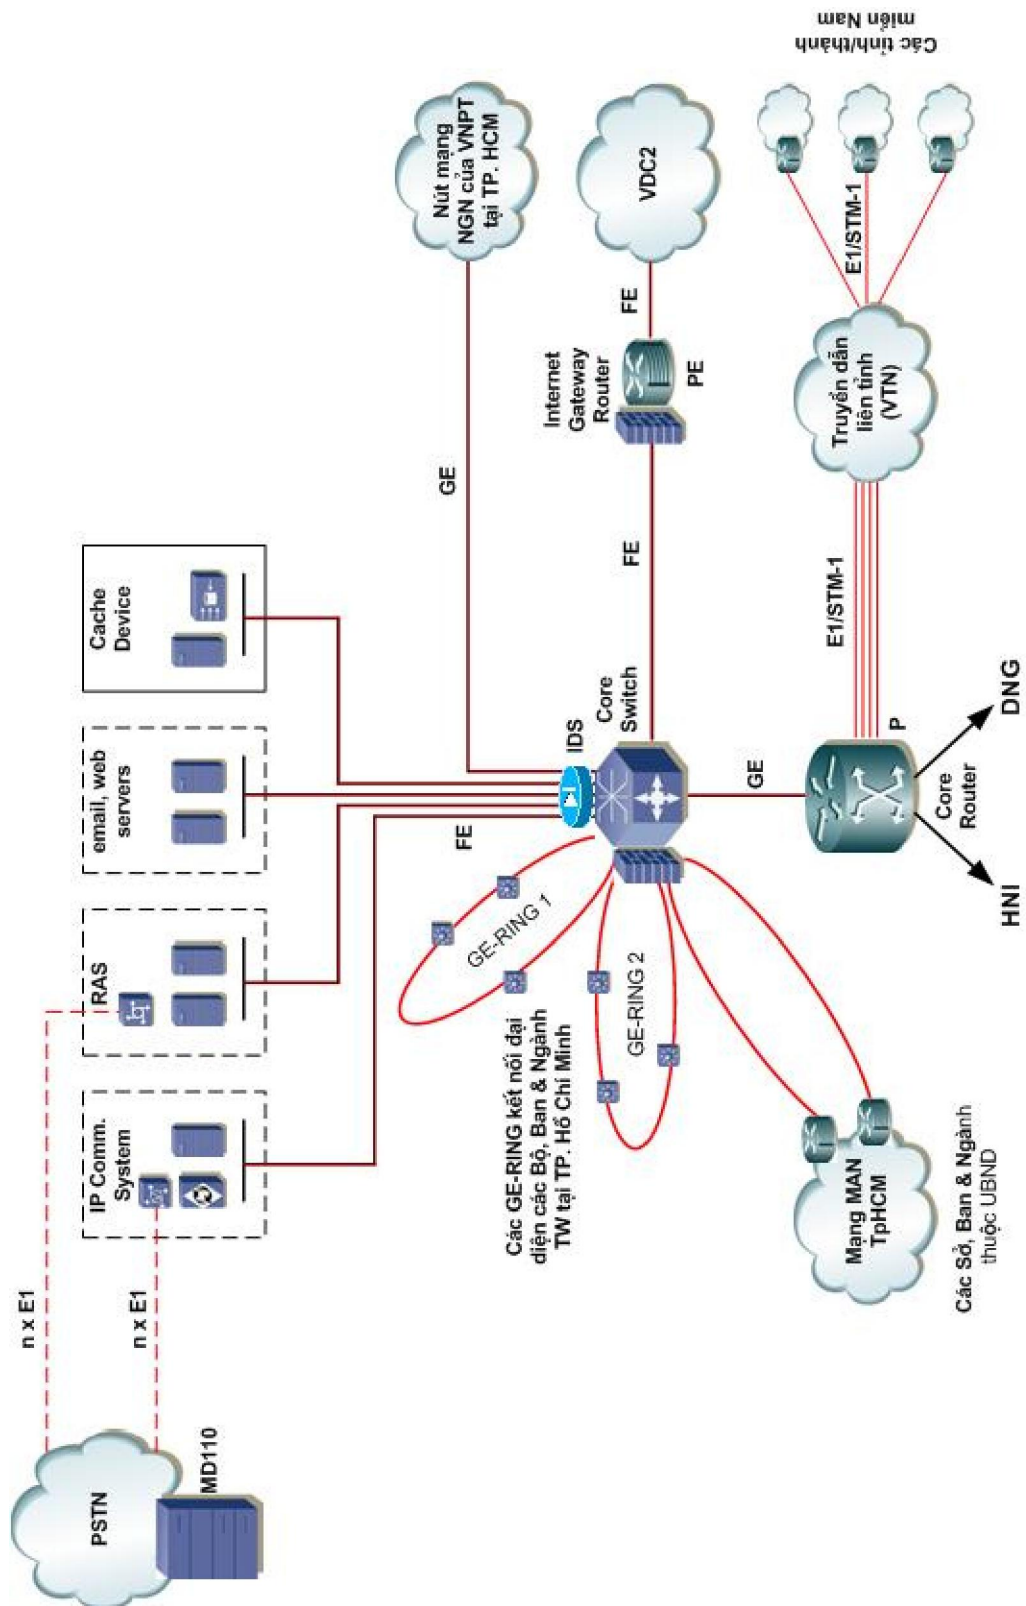 PSTN
MD110
n x E1
n x E1
IP Comm.
System
RAS
email, web
servers
Cache
Device
FE
GE
Nút mạng
NGN của VNPT
tại TP. HCM
IDS
Core
Switch
FE
Internet
Gateway
Router
PE
FE
VDC2
GE-RING 1
GE-RING 2
Các GE-RING kết nối đại
diện các Bộ, Ban & Ngành
TW tại TP. Hồ Chí Minh
GE
Mạng MAN
TpHCM
Các Sở, Ban & Ngành
thuộc UBND
P
Core
Router
HNI
DNG
E1/STM-1
Truyền dẫn
liên tỉnh
(VTN)
E1/STM-1
Các tỉnh/thành
miền Nam